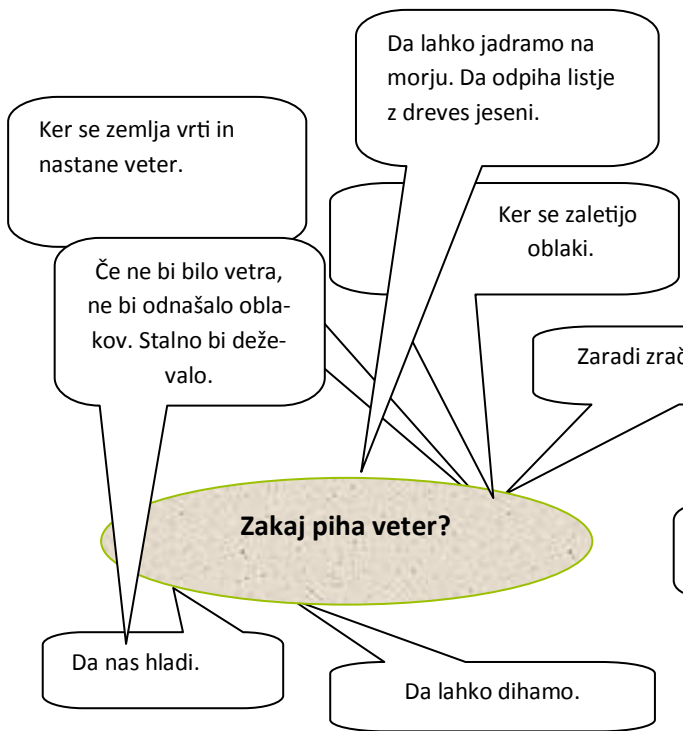 Da lahko jadramo na
morju. Da odpiha listje
z dreves jeseni.
Ker se zemlja vrti in
nastane veter.
Ker se zaletijo
oblaki.
Če ne bi bilo vetra,
ne bi odnašalo obla-
kov. Stalno bi deže-
valo.
Zaradi
Zakaj piha veter?
Da nas hladi.
Da lahko dihamo.